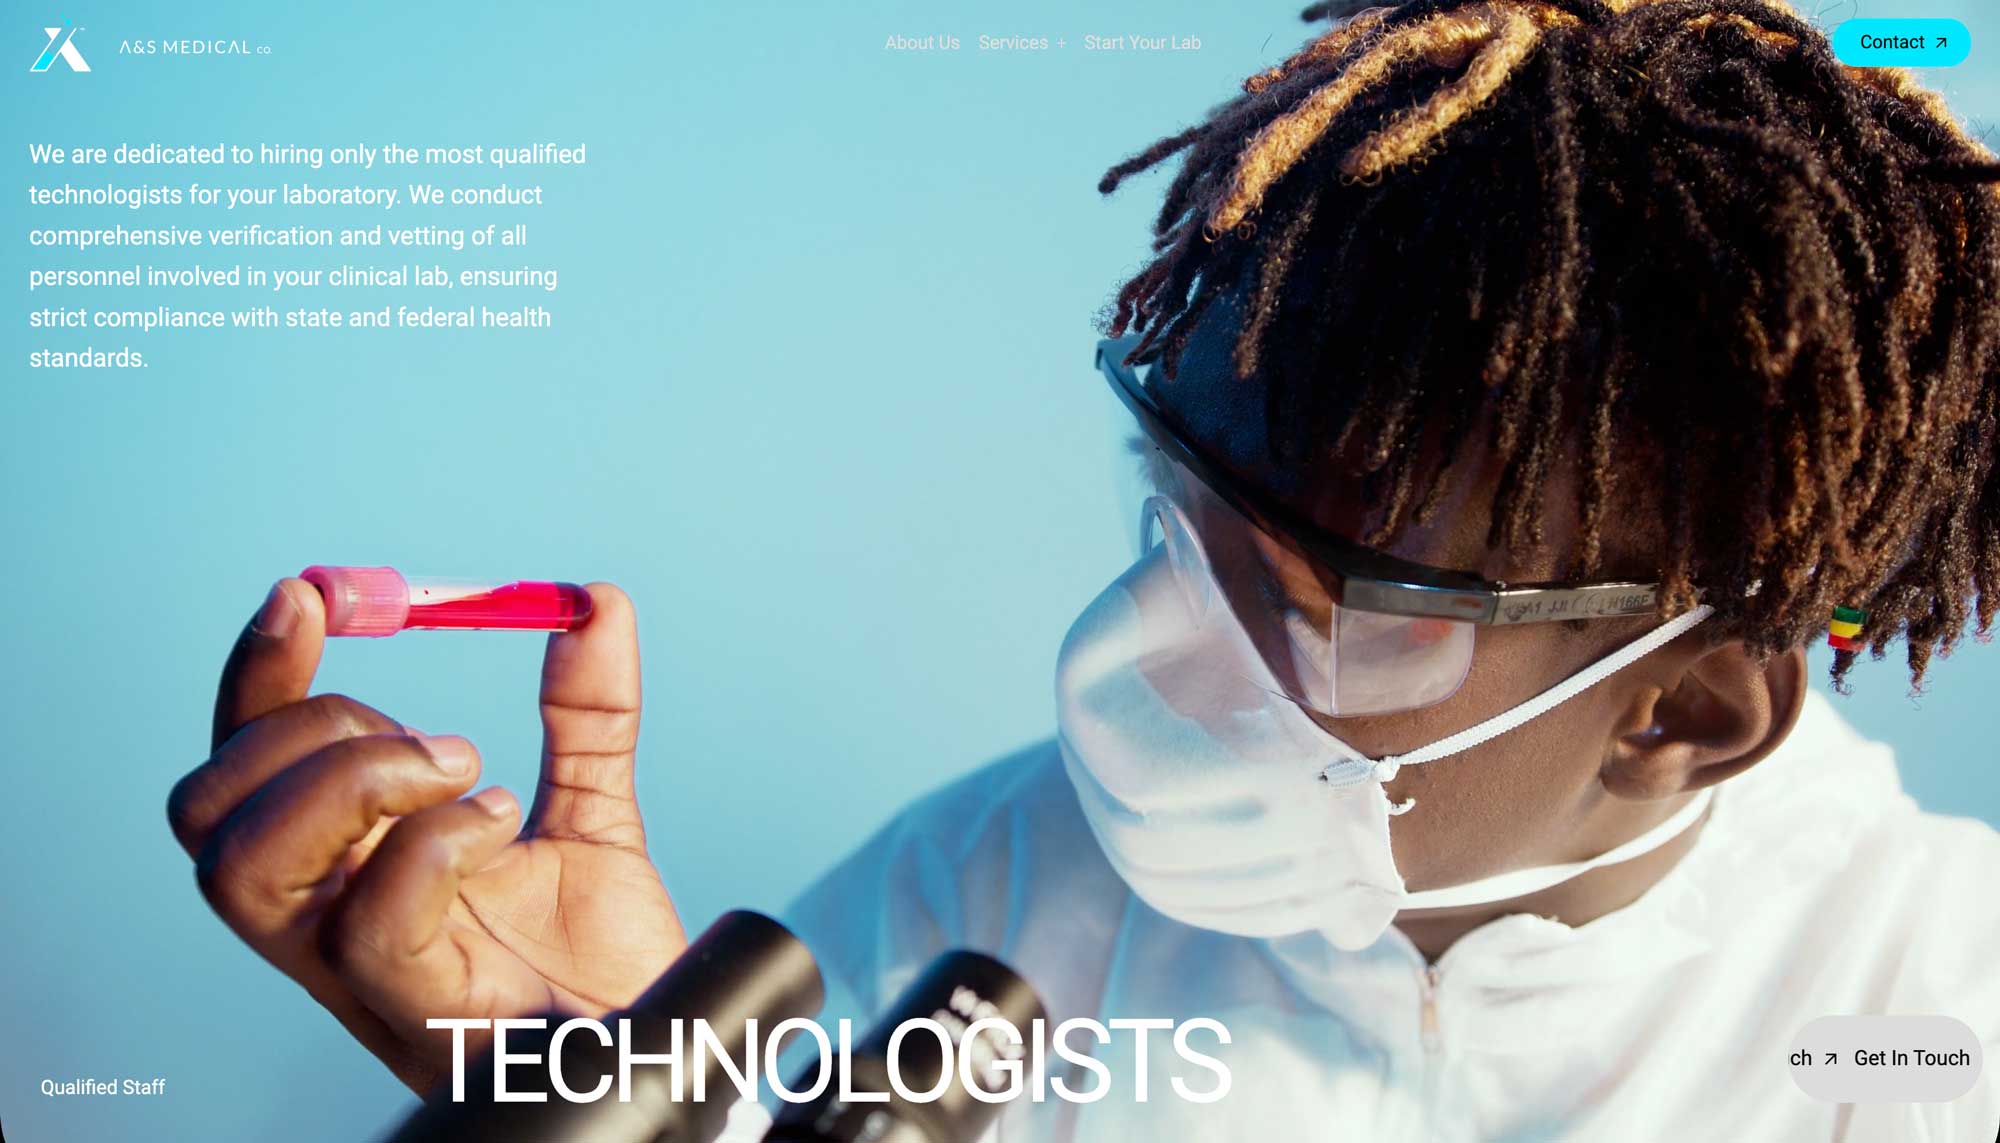 A&S MEDICAL co.
About Us Services + Start Your Lab
Contact
We are dedicated to hiring only the most qualified
technologists for your laboratory. We conduct
comprehensive verification and vetting of all
personnel involved in your clinical lab, ensuring
strict compliance with state and federal health
standards.
TECHNOLOGISTS
Qualified Staff
ch Get In Touch